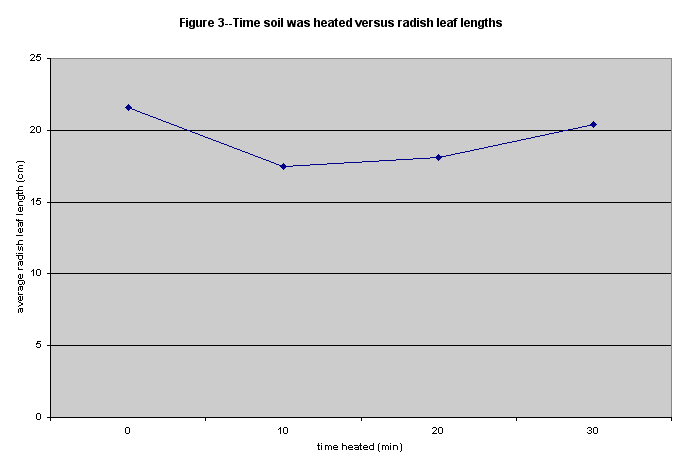 Figure 3--Time soil was heated versus radish leaf lengths
25
20
15
10
5
0
average radish leaf length (cm)
0 10 20 30
time heated (min)